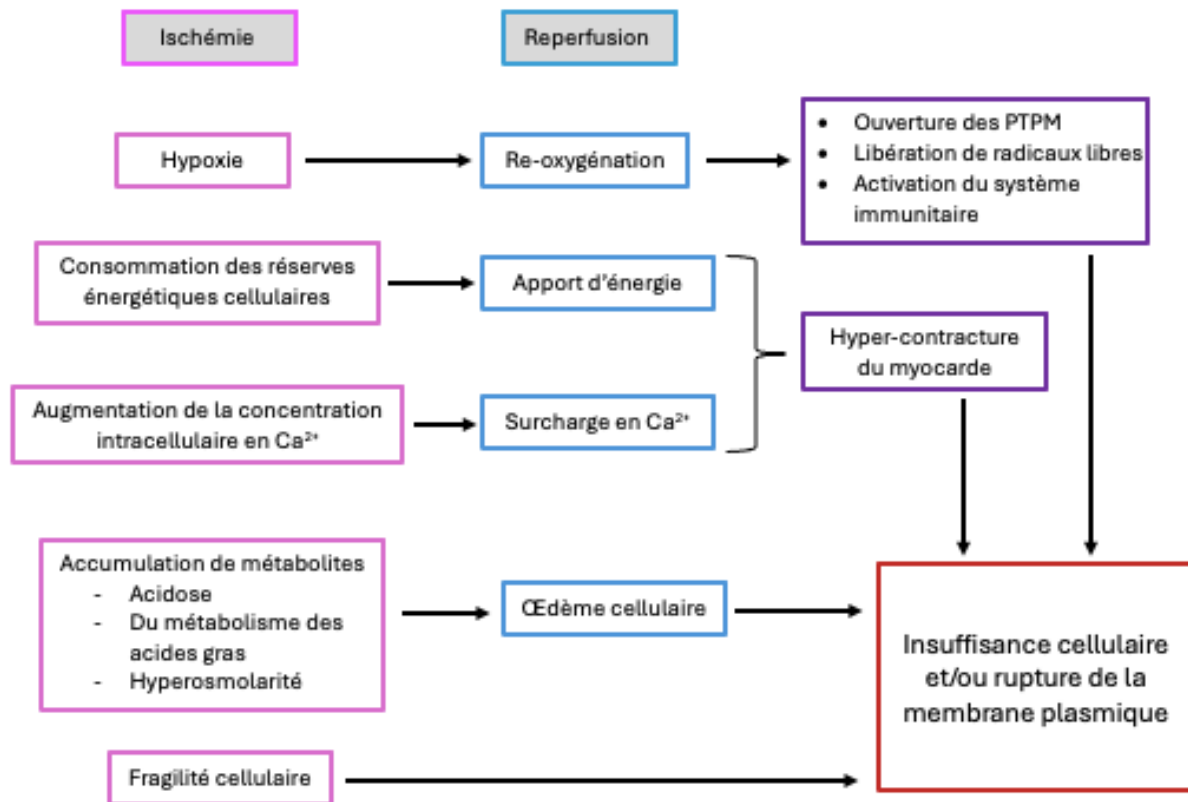 Ischémie
Reperfusion
Hypoxie
Re-oxygénation
• Ouverture des PTPM
• Libération de radicaux libres
• Activation du système
immunitaire
Consommation des réserves
énergétiques cellulaires
Apport d'énergie
Hyper-contracture
du myocarde
Augmentation de la concentration
intracellulaire en Ca²⁺
Surcharge en Ca²⁺
Accumulation de métabolites
- Acidose
- Du métabolisme des
acides gras
- Hyperosmolarité
Œdème cellulaire
Insuffisance cellulaire
et/ou rupture de la
membrane plasmique
Fragilité cellulaire